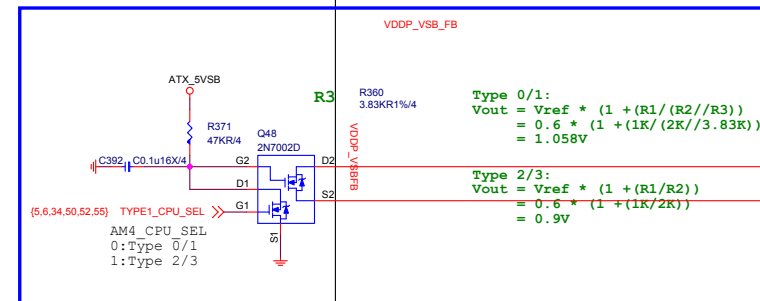 VDDP_VSB_FB
ATX_5VSB
R3
R360
3.83KR1%/4
R371
47KR/4
Q48
2N7002D
VDDP_VSBFB
C392
C0.1u16X/4
G2
D2
D1
S2
G1
S1
{5,6,34,50,52,55}
TYPE1_CPU_SEL
AM4_CPU_SEL
0:Type 0/1
1:Type 2/3
Type 0/1:
Vout = Vref * (1 +(R1/(R2//R3))
= 0.6 * (1 +(1K/(2K//3.83K))
= 1.058V
Type 2/3:
Vout = Vref * (1 +(R1/R2))
= 0.6 * (1 +(1K/2K))
= 0.9V